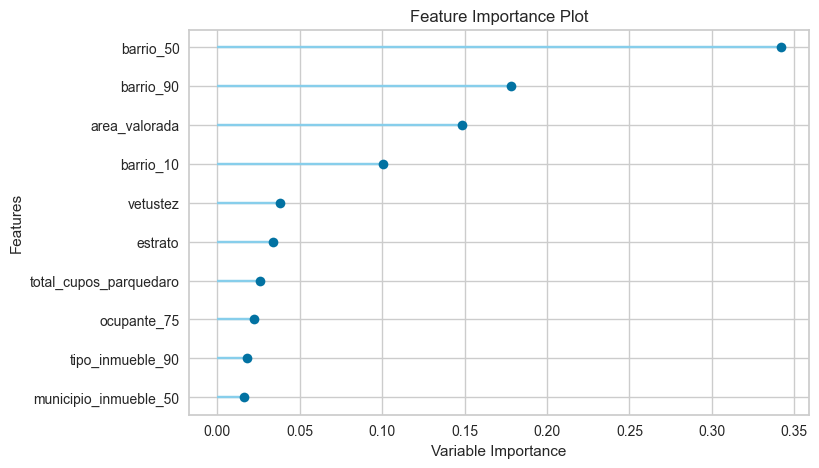 Feature Importance Plot
barrio_50
barrio_90
area_valorada
barrio_10
vetustez
estrato
total_cupos_parquedaro
ocupante_75
tipo_inmueble_90
municipio_inmueble_50
Features
0.00 0.05 0.10 0.15 0.20 0.25 0.30 0.35
Variable Importance